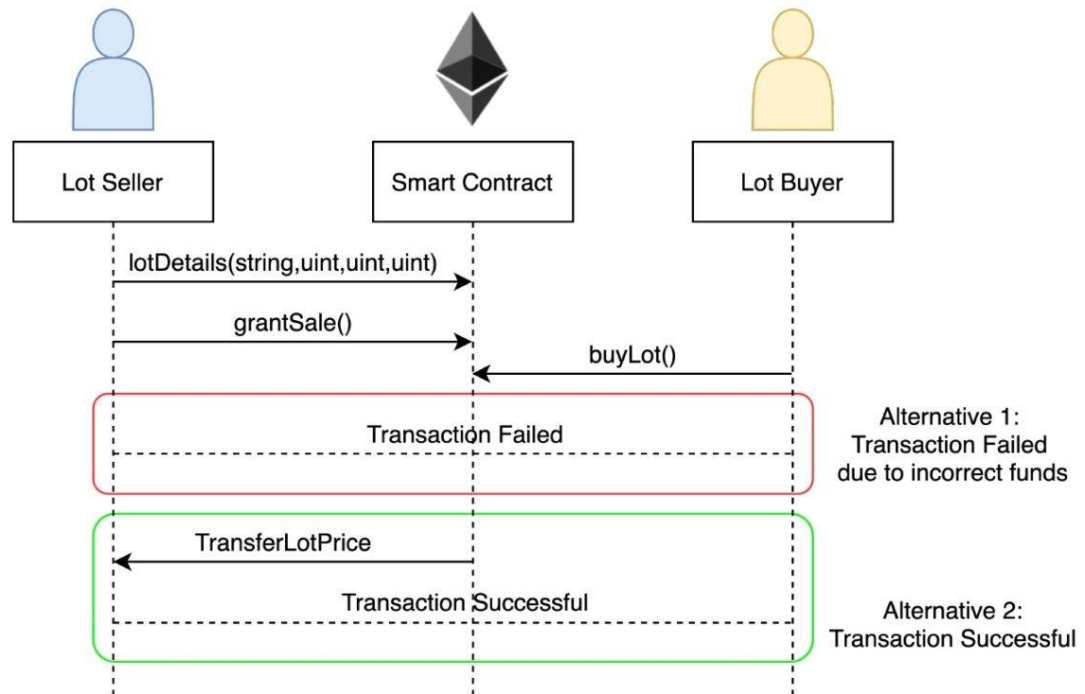 Lot Seller
Smart Contract
Lot Buyer
lotDetails(string,uint,uint,uint)
grantSale()
buyLot()
Transaction Failed
Alternative 1:
Transaction Failed
due to incorrect funds
TransferLotPrice
Transaction Successful
Alternative 2:
Transaction Successful